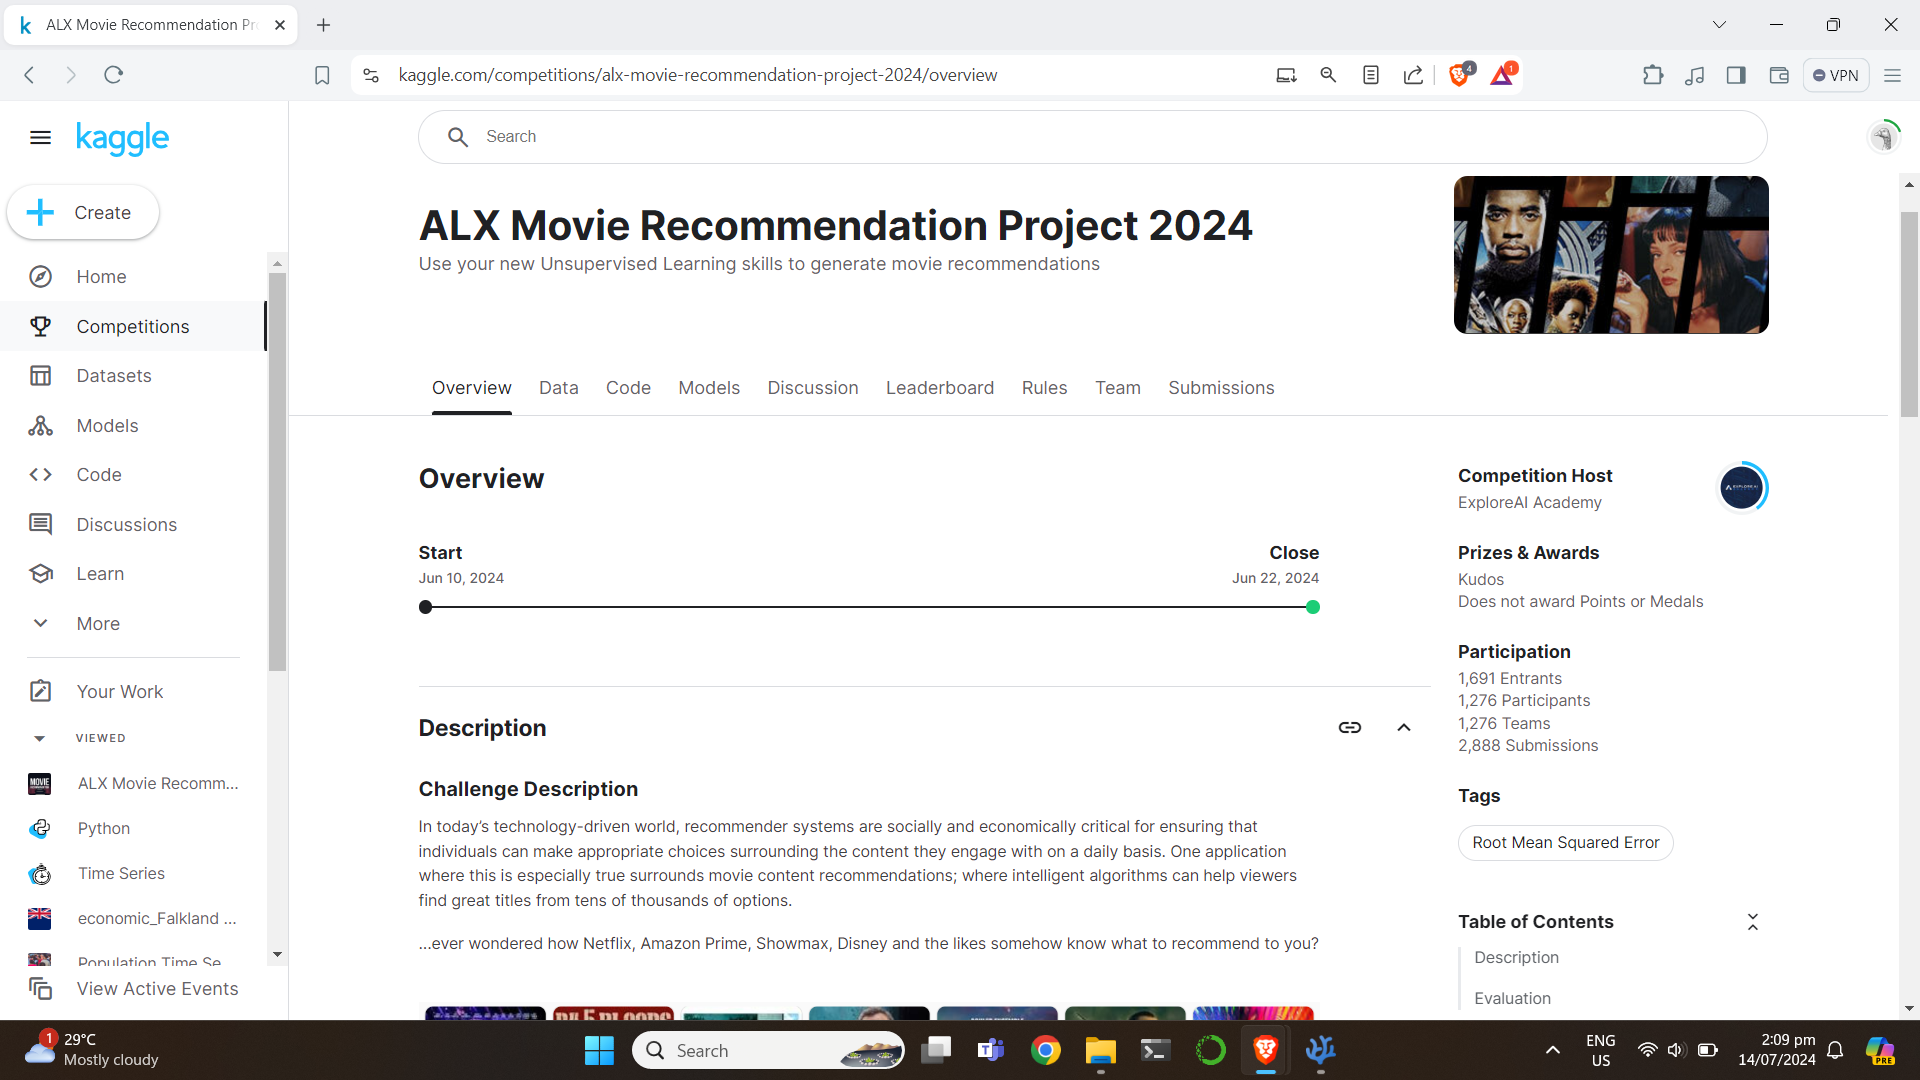 ALX Movie Recommendation Pr
kaggle.com/competitions/alx-movie-recommendation-project-2024/overview
4
1
VPN
kaggle
Search
Create
Home
Competitions
Datasets
Models
Code
Discussions
Learn
More
Your Work
VIEWED
ALX Movie Recomm...
Python
Time Series
economic_Falkland ...
Population Time Se
View Active Events
ALX Movie Recommendation Project 2024
Use your new Unsupervised Learning skills to generate movie recommendations
Overview Data Code Models Discussion Leaderboard Rules Team Submissions
Overview
Start
Jun 10, 2024
Close
Jun 22, 2024
Description
Challenge Description
In today's technology-driven world, recommender systems are socially and economically critical for ensuring that
individuals can make appropriate choices surrounding the content they engage with on a daily basis. One application
where this is especially true surrounds movie content recommendations; where intelligent algorithms can help viewers
find great titles from tens of thousands of options.
...ever wondered how Netflix, Amazon Prime, Showmax, Disney and the likes somehow know what to recommend to you?
Competition Host
ExploreAI Academy
Prizes & Awards
Kudos
Does not award Points or Medals
Participation
1,691 Entrants
1,276 Participants
1,276 Teams
2,888 Submissions
Tags
Root Mean Squared Error
Table of Contents
Description
Evaluation
1
29°C
Mostly cloudy
Search
ENG
US
2:09 pm
14/07/2024
PRE